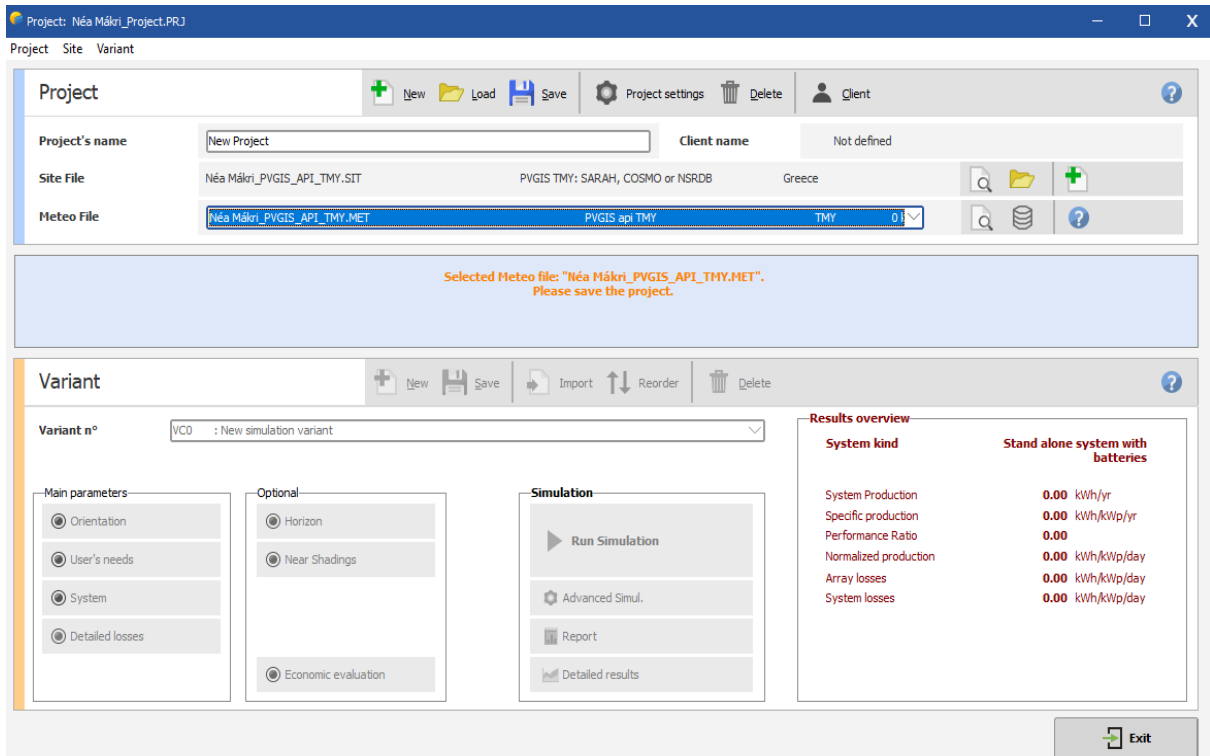 Project: Néa Mákri_Project.PRJ
Project Site Variant
Project New Load Save Project settings Delete Client
Project's name New Project Client name Not defined
Site File Néa Mákri_PVGIS_API_TMY.SIT PVGIS TMY: SARAH, COSMO or NSRDB Greece
Meteo File Néa Mákri_PVGIS_API_TMY.MET PVGIS api TMY TMY 0
Selected Meteo file: "Néa Mákri_PVGIS_API_TMY.MET".
Please save the project.
Variant New Save Import Reorder Delete
Variant n° VC0 : New simulation variant
Main parameters
Orientation
User's needs
System
Detailed losses
Optional
Horizon
Near Shadings
Economic evaluation
Simulation
Run Simulation
Advanced Simul.
Report
Detailed results
Results overview
System kind Stand alone system with
batteries
System Production 0.00 kWh/yr
Specific production 0.00 kWh/kWp/yr
Performance Ratio 0.00
Normalized production 0.00 kWh/kWp/day
Array losses 0.00 kWh/kWp/day
System losses 0.00 kWh/kWp/day
Exit